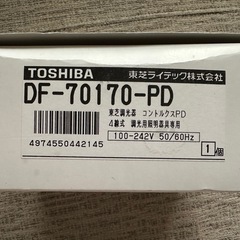 TOSHIBA 東芝ライテック株式会社
DF-70170-PD
東芝調光器 コントルクスPD
4線式 調光用照明器具専用
100-242V 50/60Hz
4974550442145
1個